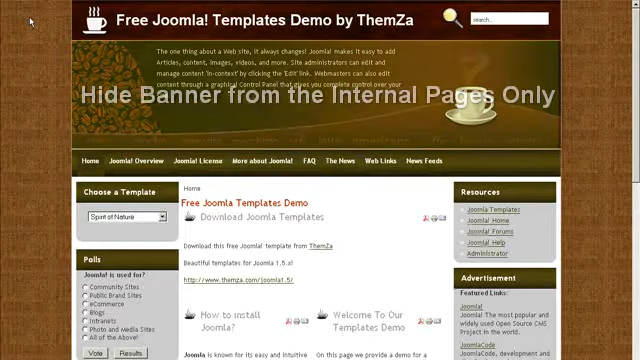 Free Joomla! Templates Demo by ThemZa
search...
The one thing about a Web site, it always changes! Joomla! makes it easy to add
Articles, content, images, videos, and more. Site administrators can edit and
manage content 'in-context' by clicking the 'Edit' link. Webmasters can also edit
content through a graphical Control Panel that gives you complete control over your
Hide Banner from the Internal Pages Only
Home Joomla! Overview Joomla! License More about Joomla! FAQ The News Web Links News Feeds
Choose a Template
Spirit of Nature
Polls
Joomla! is used for?
Community Sites
Public Brand Sites
eCommerce
Blogs
Intranets
Photo and Media Sites
All of the Above!
Vote Results
Home
Free Joomla Templates Demo
Download Joomla Templates
Download this free Joomla! template from ThemZa
Beautiful templates for Joomla 1.5.x!
http://www.themza.com/joomla1.5/
How to install
Joomla?
Joomla is known for its easy and intuitive
Welcome To Our
Templates Demo
On this page we provide a demo for a
Resources
Joomla Templates
Joomla! Home
Joomla! Forums
Joomla! Help
Administrator
Advertisement
Featured Links:
Joomla!
Joomla! The most popular and
widely used Open Source CMS
Project in the world.
JoomlaCode
JoomlaCode, development and